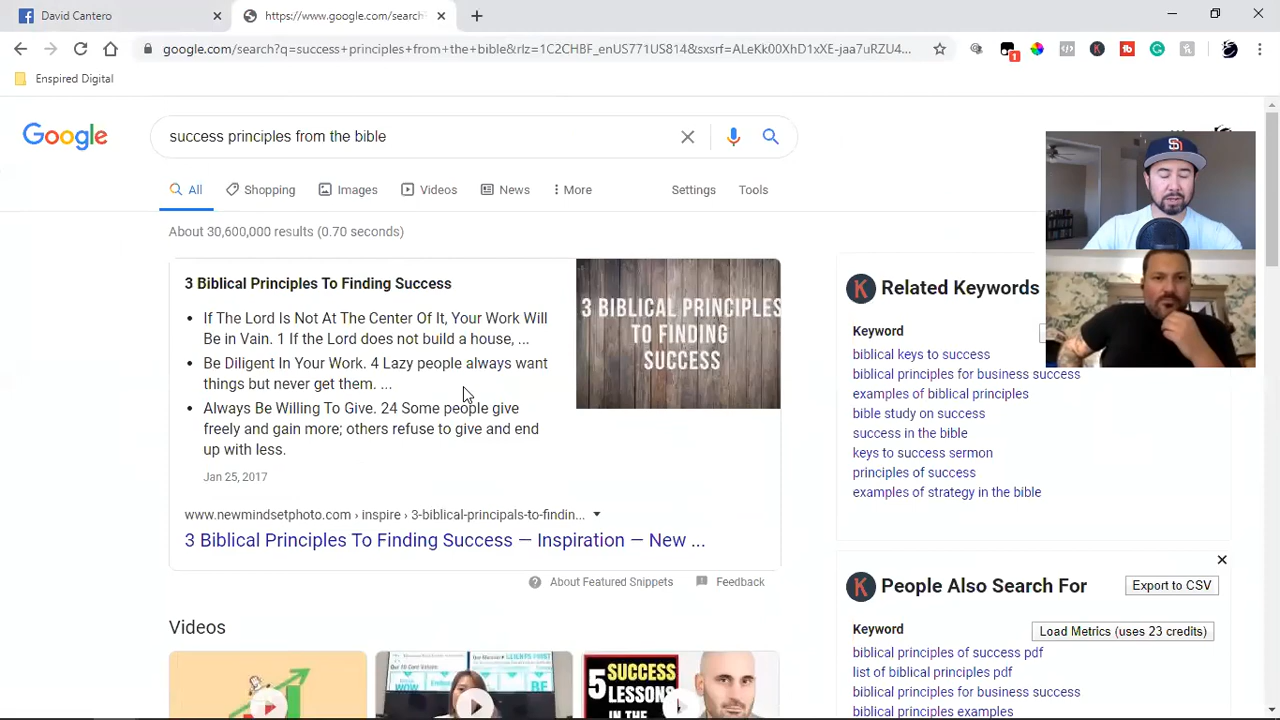 David Cantero
https://www.google.com/search?
google.com/search?q=success+principles+from+the+bible&rlz=1C2CHBF_enUS771US814&sxsrf=ALeKk00XhD1xXE-jaa7uRZU4...
1
Enspired Digital
Google
success principles from the bible
All
Shopping
Images
Videos
News
More
Settings
Tools
About 30,600,000 results (0.70 seconds)
3 Biblical Principles To Finding Success
If The Lord Is Not At The Center Of It, Your Work Will
Be in Vain. 1 If the Lord does not build a house, ...
Be Diligent In Your Work. 4 Lazy people always want
things but never get them. ...
Always Be Willing To Give. 24 Some people give
freely and gain more; others refuse to give and end
up with less.
Jan 25, 2017
3 BIBLICAL PRINCIPLES
TO FINDING
SUCCESS
www.newmindsetphoto.com › inspire › 3-biblical-principals-to-findin...
3 Biblical Principles To Finding Success — Inspiration — New ...
About Featured Snippets
Feedback
Videos
5 SUCCESS
LESSONS
IN THE
Related Keywords
Keyword
biblical keys to success
biblical principles for business success
examples of biblical principles
bible study on success
success in the bible
keys to success sermon
principles of success
examples of strategy in the bible
People Also Search For
Export to CSV
Keyword
Load Metrics (uses 23 credits)
biblical principles of success pdf
list of biblical principles pdf
biblical principles for business success
biblical principles examples